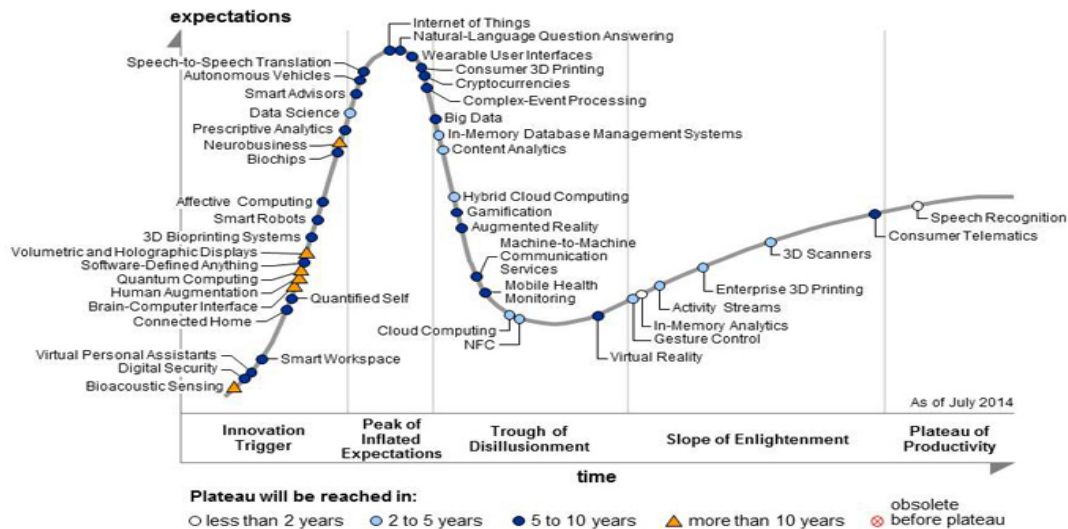 expectations
Internet of Things
Natural-Language Question Answering
Wearable User Interfaces
Speech-to-Speech Translation
Consumer 3D Printing
Autonomous Vehicles
Cryptocurrencies
Smart Advisors
Complex-Event Processing
Data Science
Big Data
Prescriptive Analytics
In-Memory Database Management Systems
Neurobusiness
Content Analytics
Biochips
Hybrid Cloud Computing
Affective Computing
Gamification
Speech Recognition
Smart Robots
Augmented Reality
Consumer Telematics
3D Bioprinting Systems
Machine-to-Machine
Communication
Services
3D Scanners
Volumetric and Holographic Displays
Software-Defined Anything
Quantum Computing
Mobile Health
Monitoring
Enterprise 3D Printing
Human Augmentation
Quantified Self
Brain-Computer Interface
Activity Streams
Connected Home
Cloud Computing
In-Memory Analytics
NFC
Gesture Control
Virtual Personal Assistants
Smart Workspace
Virtual Reality
Digital Security
Bioacoustic Sensing
As of July 2014
Innovation
Trigger
Peak of
Inflated
Expectations
Trough of
Disillusionment
Slope of Enlightenment
Plateau of
Productivity
time
Plateau will be reached in:
less than 2 years
2 to 5 years
5 to 10 years
more than 10 years
obsolete
before plateau